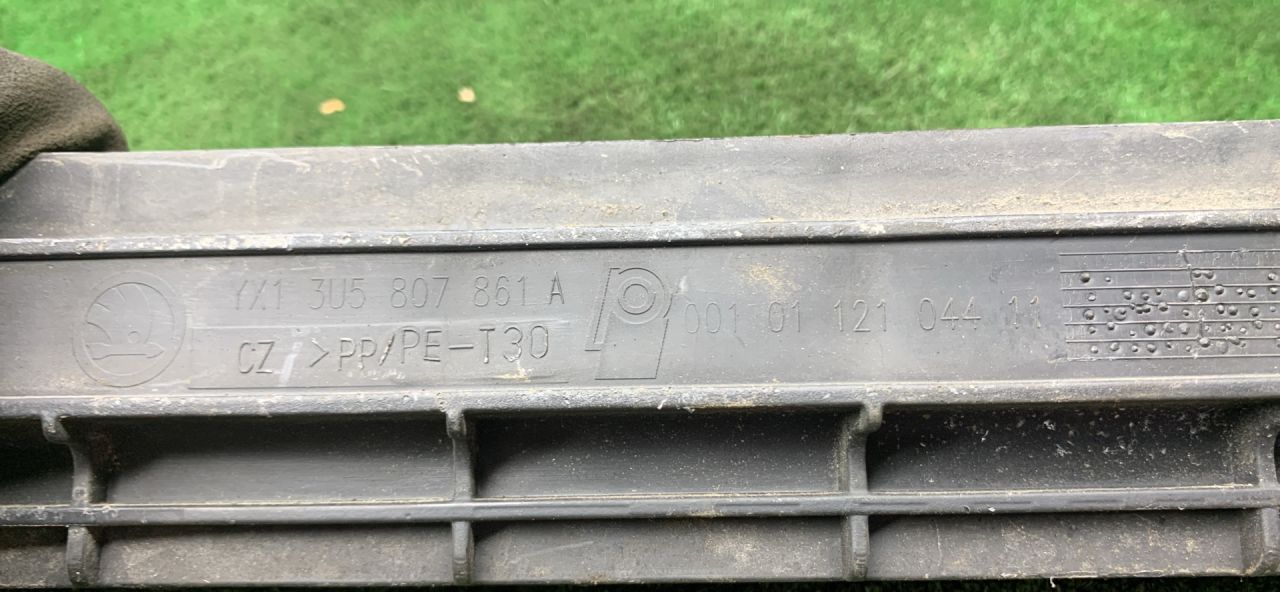 YX1 3U5 807 861 A
CZ >PP/PE-T30
001 01 121 044 11